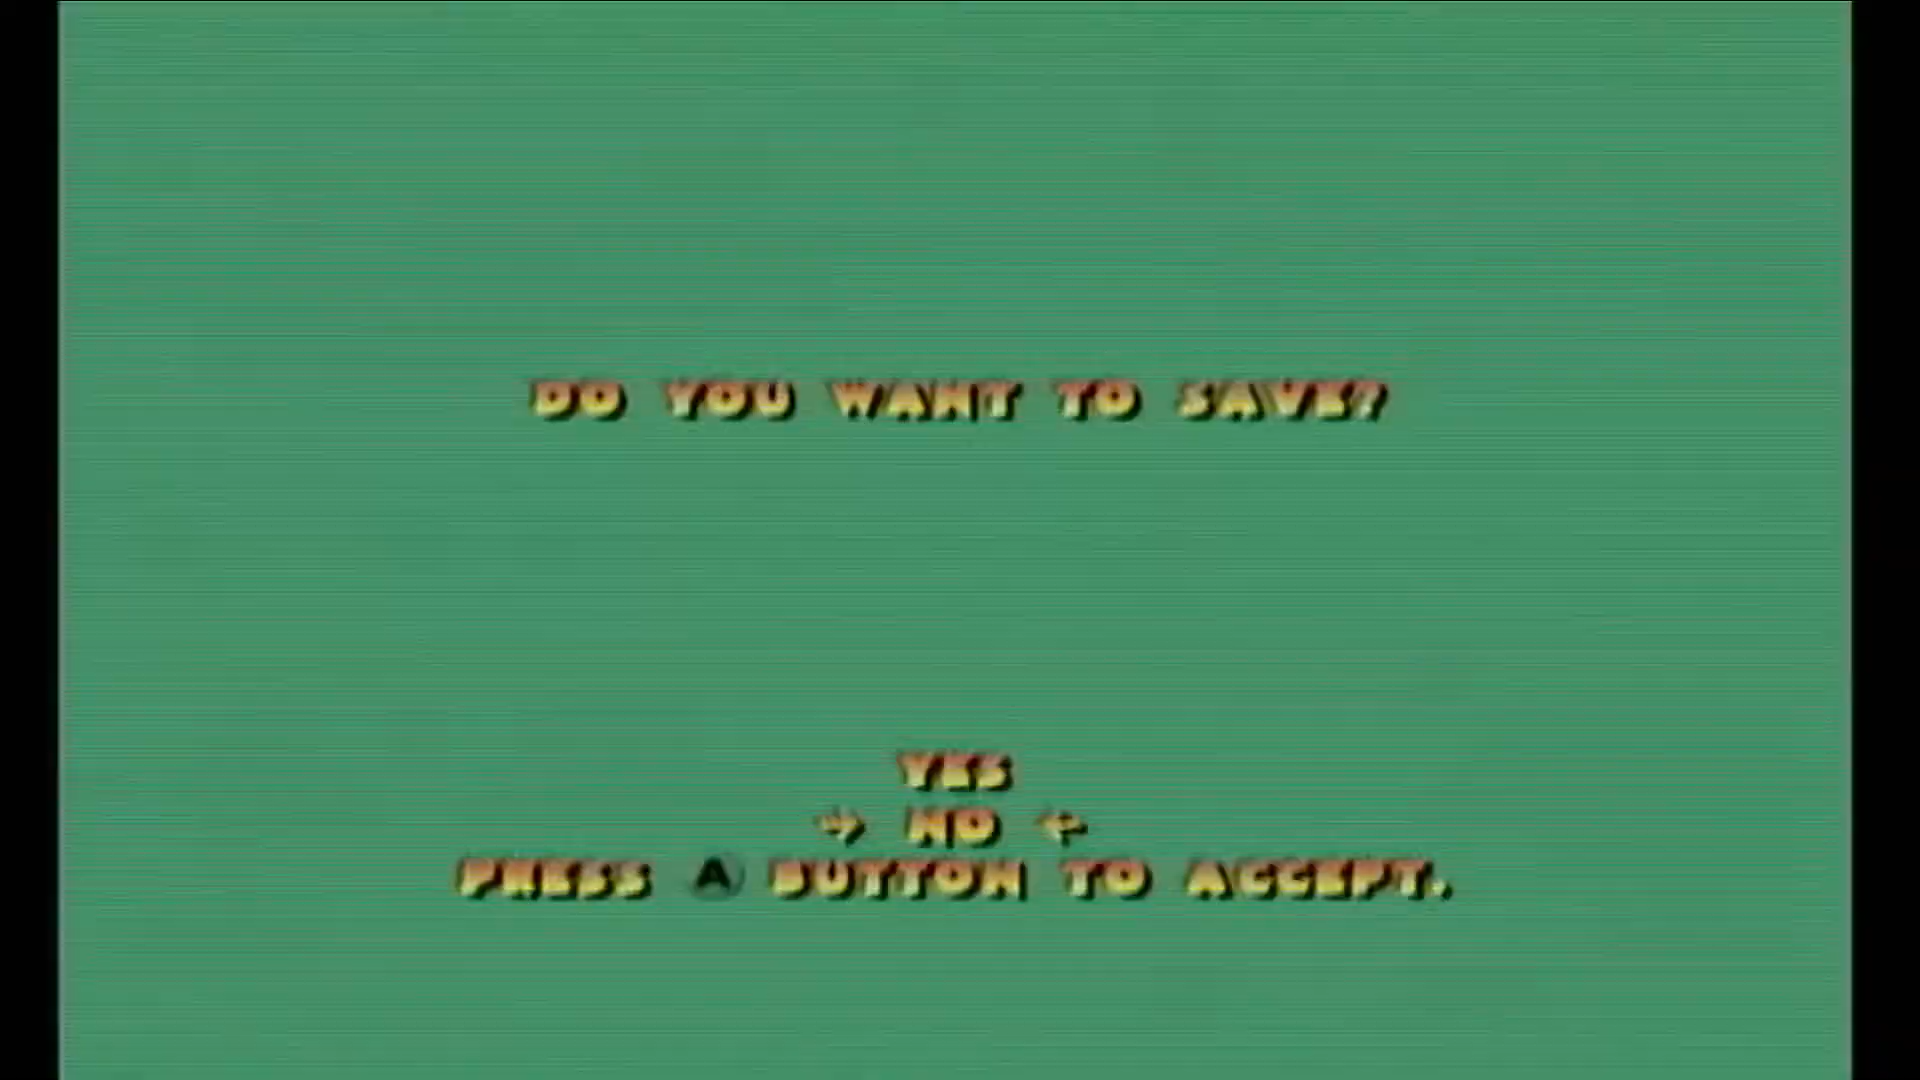 DO YOU WANT TO SAVE?
YES
→ NO ←
PRESS A BUTTON TO ACCEPT.